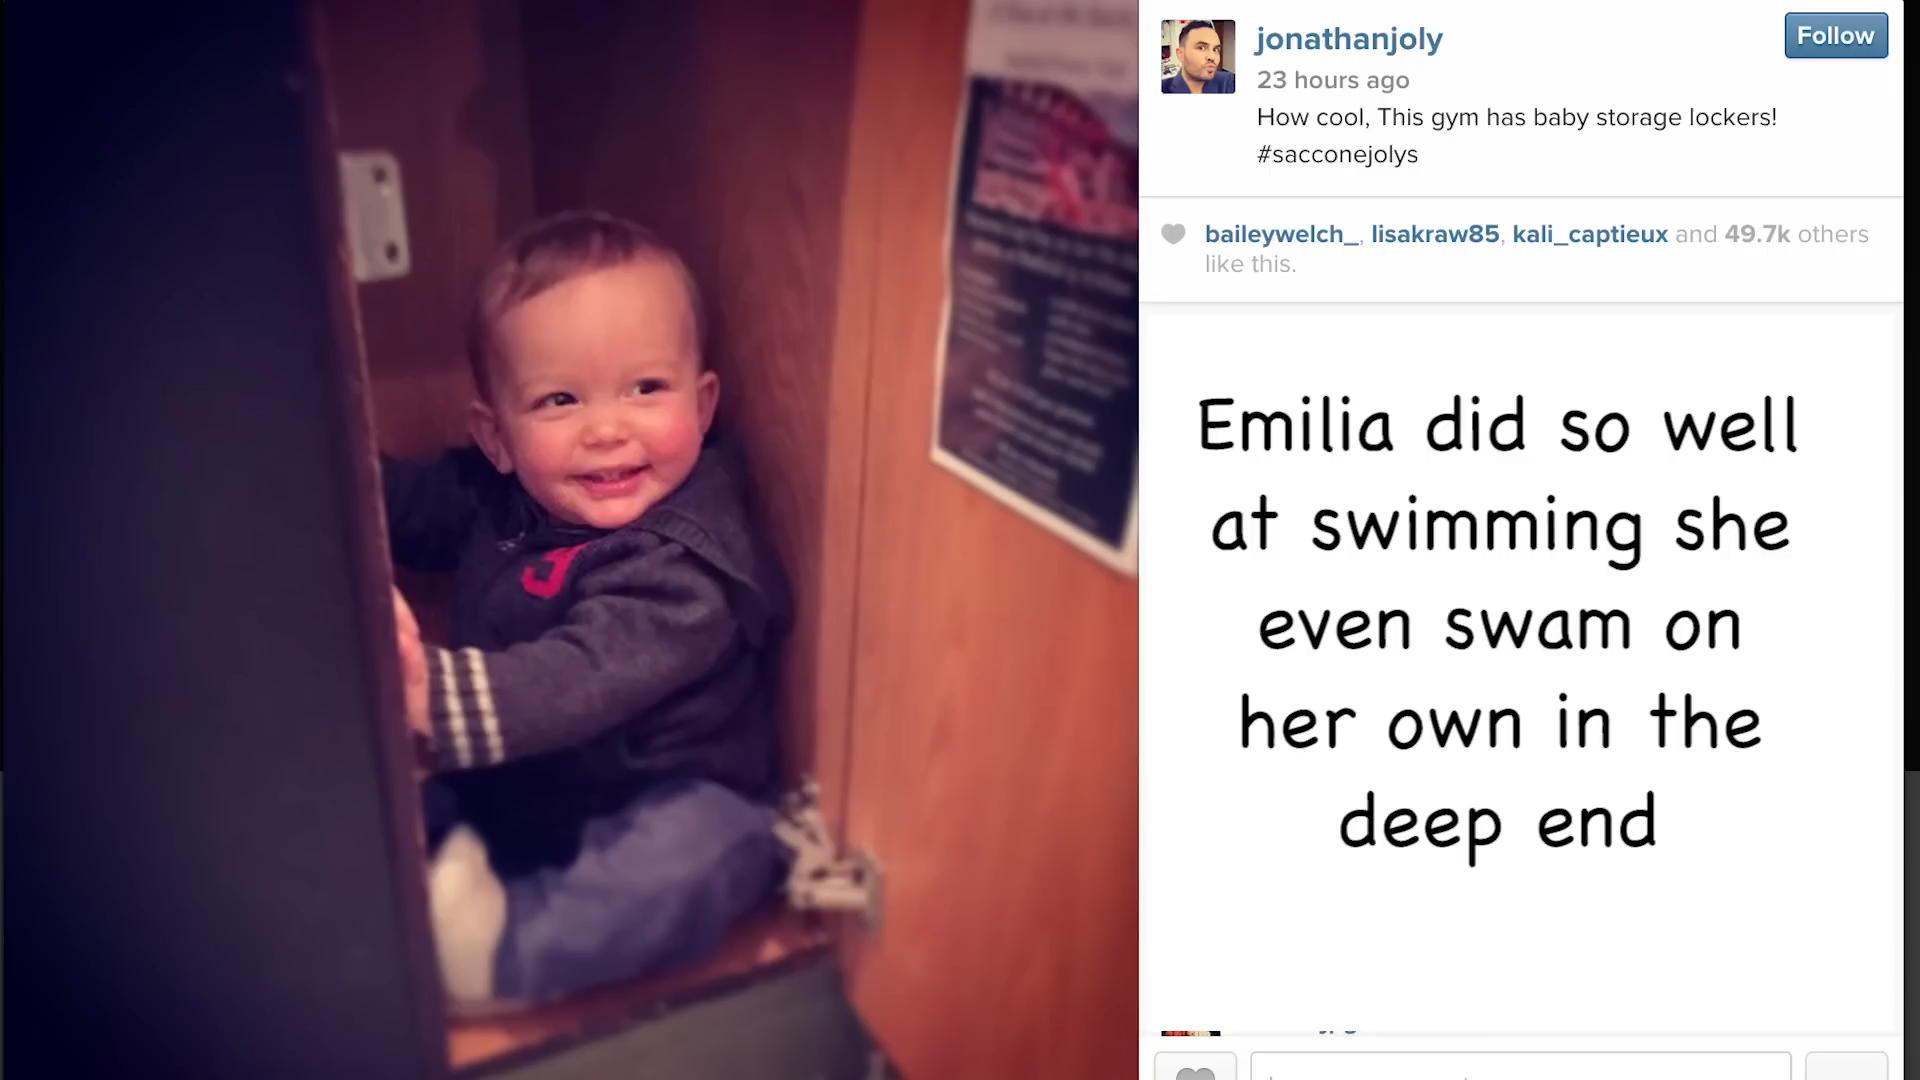 jonathanjoly
Follow
23 hours ago
How cool, This gym has baby storage lockers!
#sacconejolys
baileywelch_, lisakraw85, kali_captieux and 49.7k others
like this.
Emilia did so well
at swimming she
even swam on
her own in the
deep end